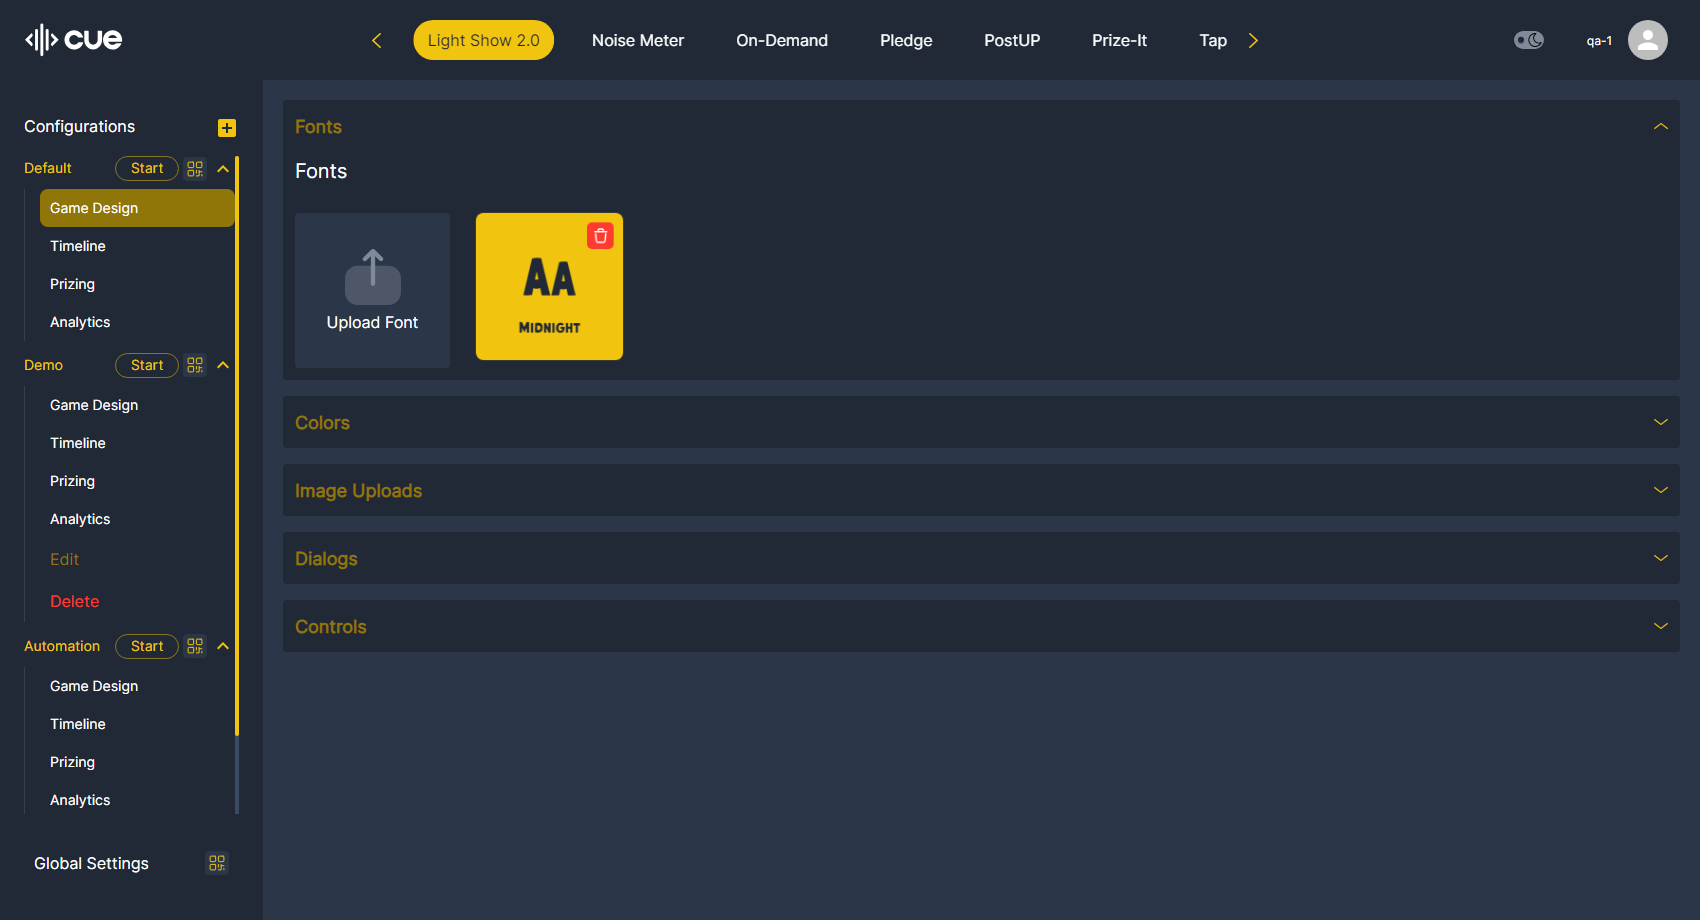 cue
Light Show 2.0
Noise Meter
On-Demand
Pledge
PostUP
Prize-It
Tap
qa-1
Configurations
Default
Start
Game Design
Timeline
Prizing
Analytics
Demo
Start
Game Design
Timeline
Prizing
Analytics
Edit
Delete
Automation
Start
Game Design
Timeline
Prizing
Analytics
Global Settings
Fonts
Fonts
Upload Font
AA
MIDNIGHT
Colors
Image Uploads
Dialogs
Controls